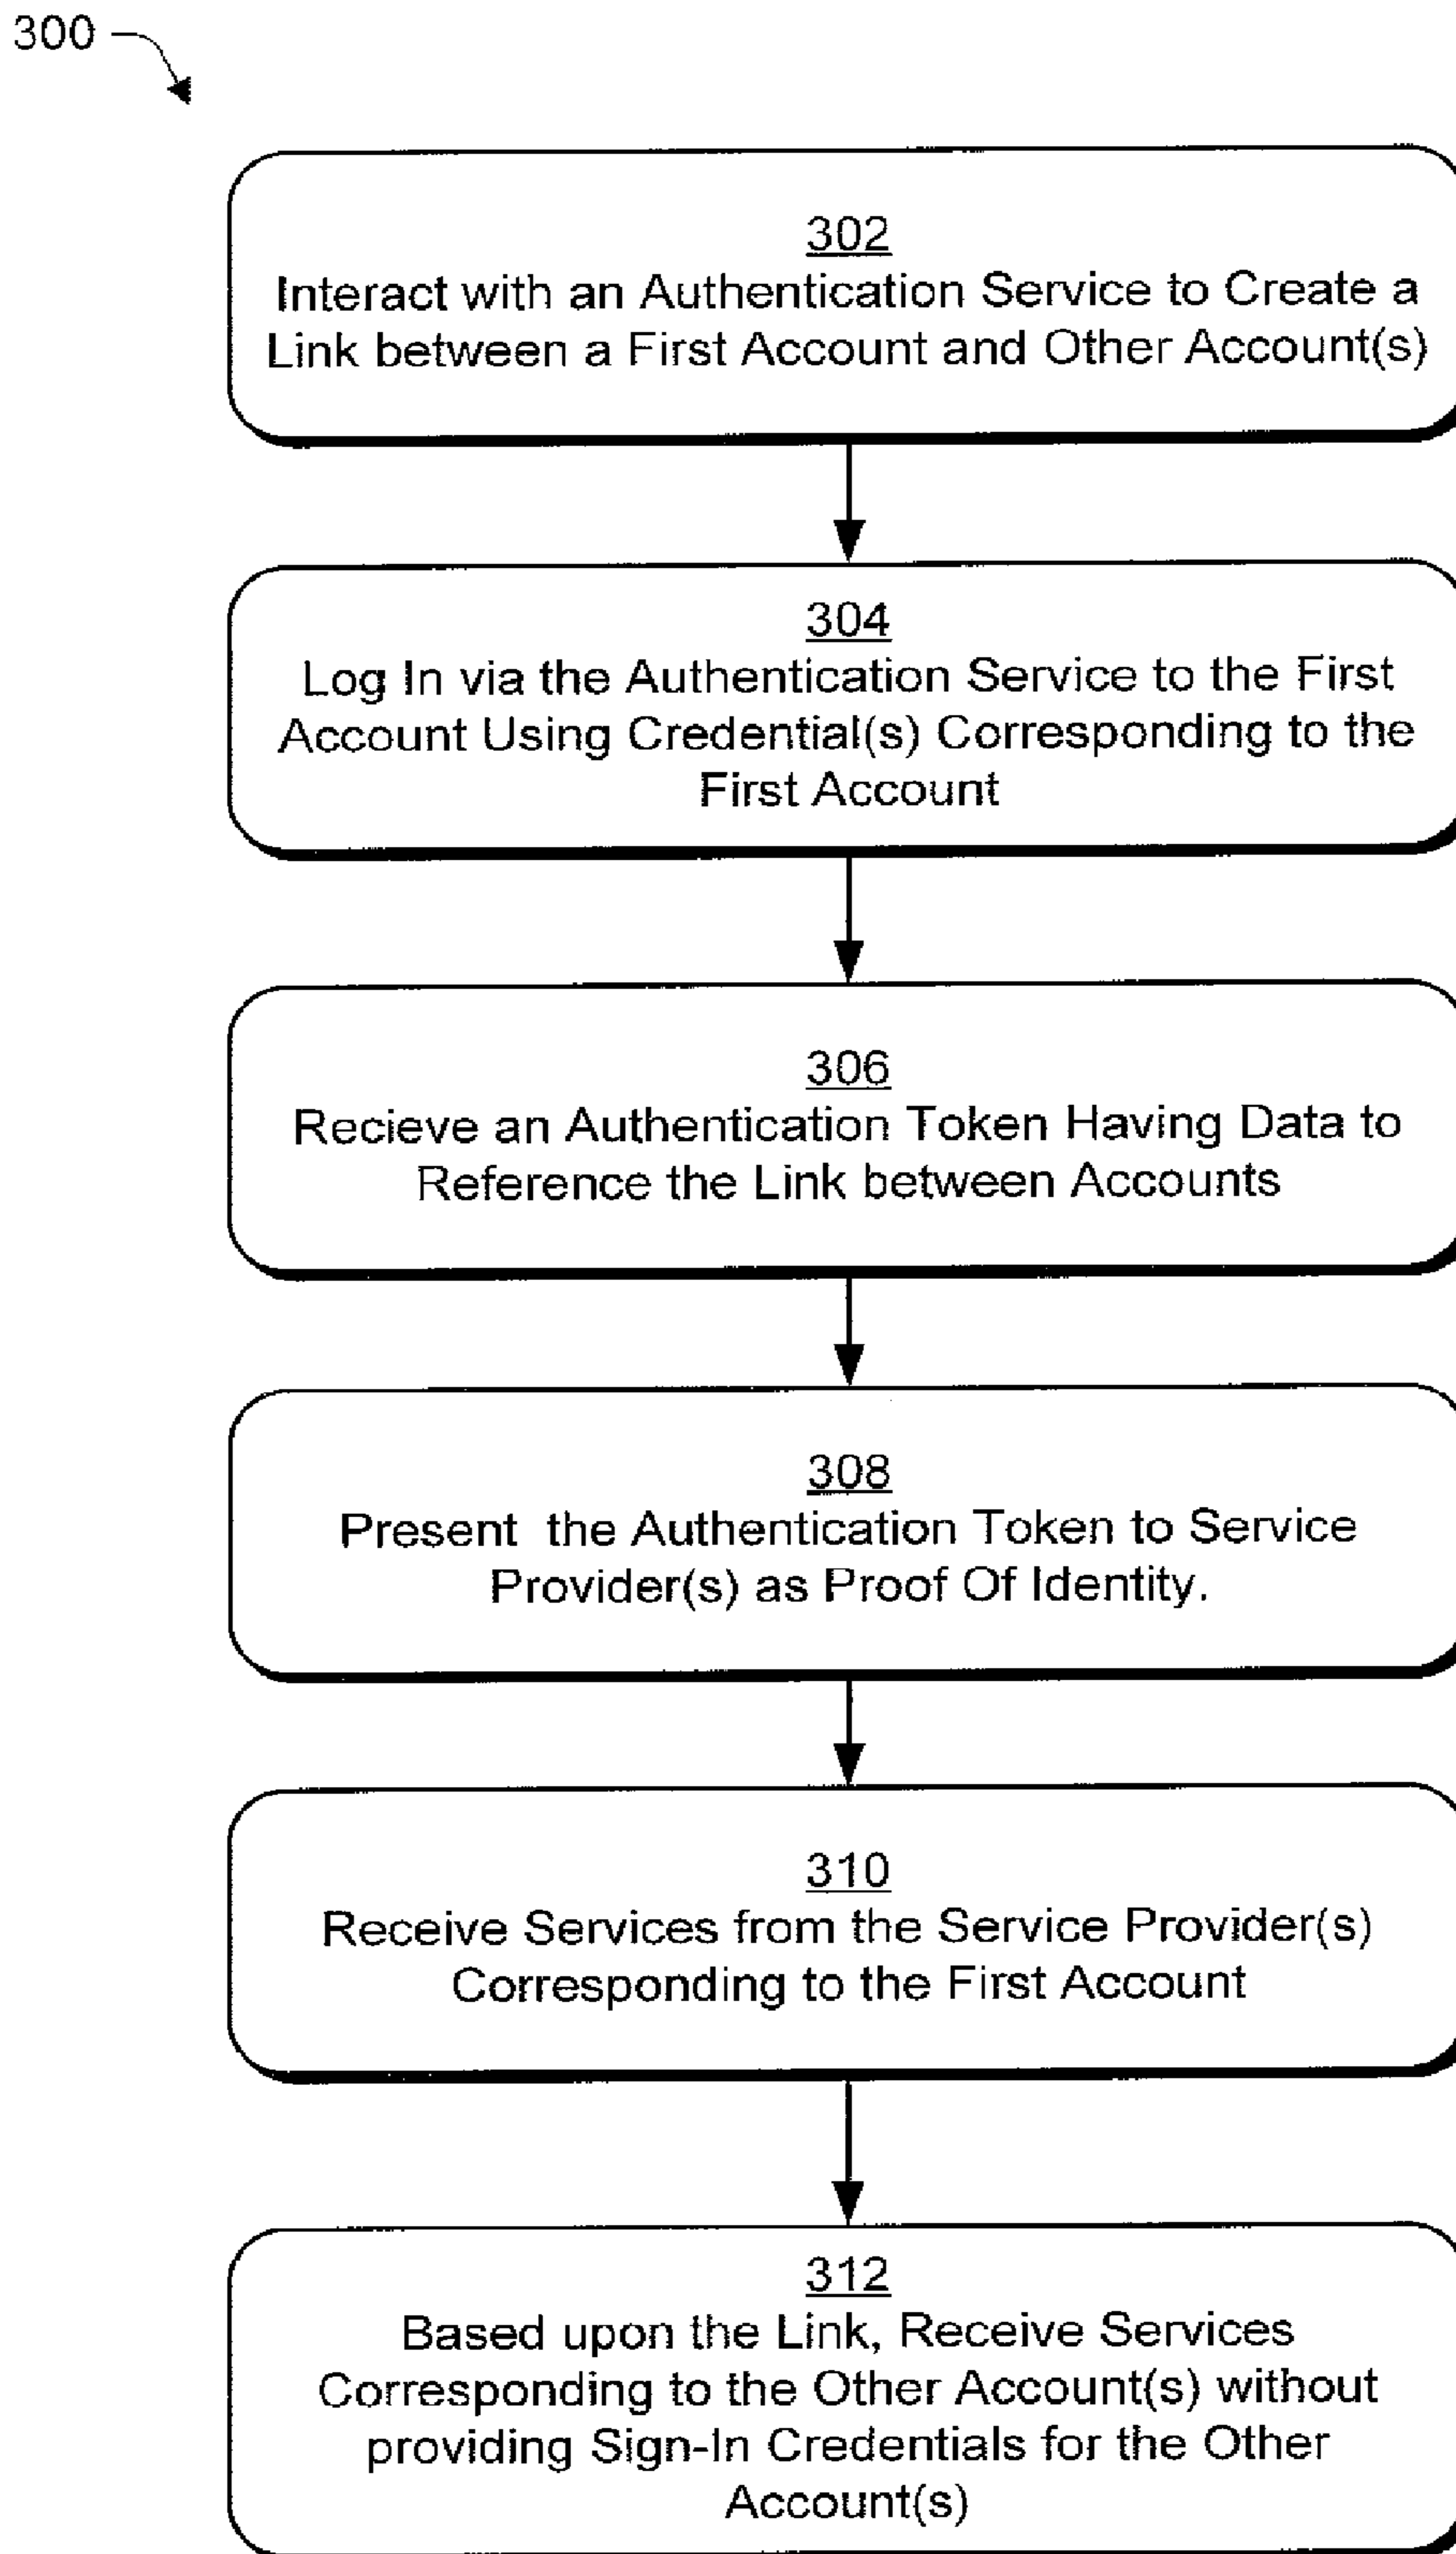 300
302
Interact with an Authentication Service to Create a
Link between a First Account and Other Account(s)
304
Log In via the Authentication Service to the First
Account Using Credential(s) Corresponding to the
First Account
306
Recieve an Authentication Token Having Data to
Reference the Link between Accounts
308
Present the Authentication Token to Service
Provider(s) as Proof Of Identity.
310
Receive Services from the Service Provider(s)
Corresponding to the First Account
312
Based upon the Link, Receive Services
Corresponding to the Other Account(s) without
providing Sign-In Credentials for the Other
Account(s)